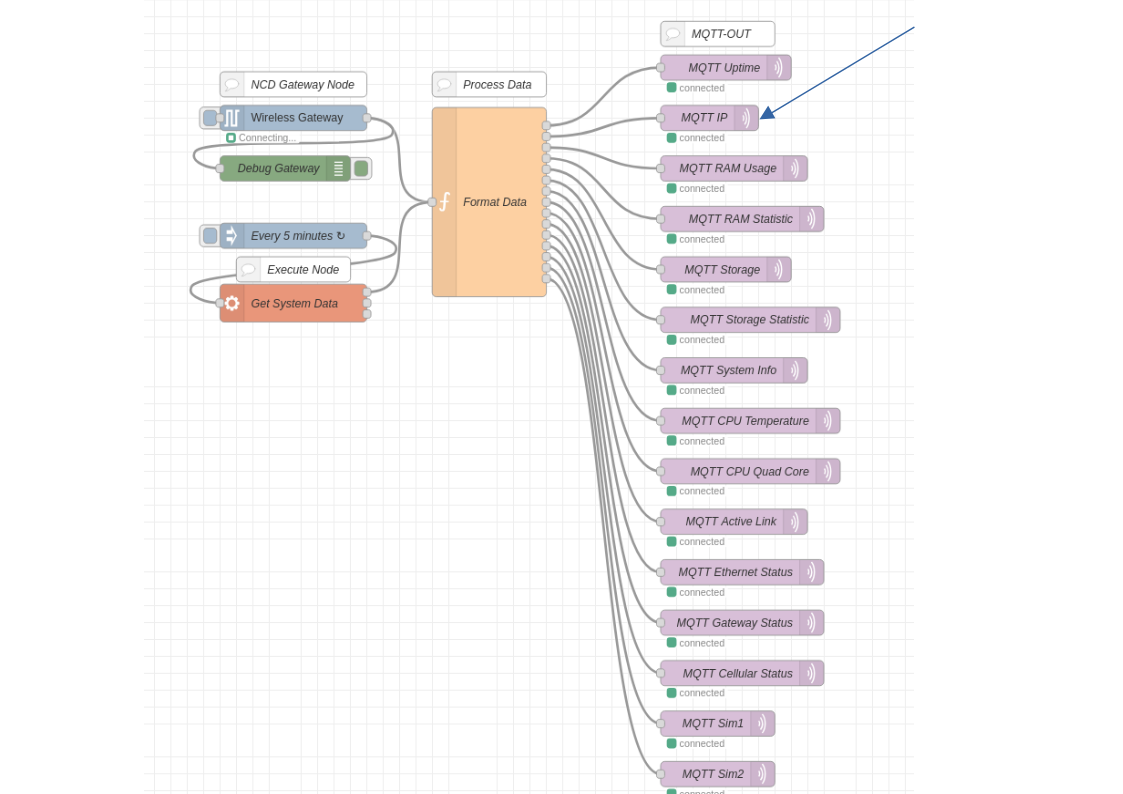 MQTT-OUT
MQTT Uptime
connected
NCD Gateway Node
Process Data
Wireless Gateway
Connecting...
MQTT IP
connected
Debug Gateway
MQTT RAM Usage
connected
Format Data
MQTT RAM Statistic
connected
Every 5 minutes ↻
Execute Node
MQTT Storage
connected
Get System Data
MQTT Storage Statistic
connected
MQTT System Info
connected
MQTT CPU Temperature
connected
MQTT CPU Quad Core
connected
MQTT Active Link
connected
MQTT Ethernet Status
connected
MQTT Gateway Status
connected
MQTT Cellular Status
connected
MQTT Sim1
connected
MQTT Sim2
connected